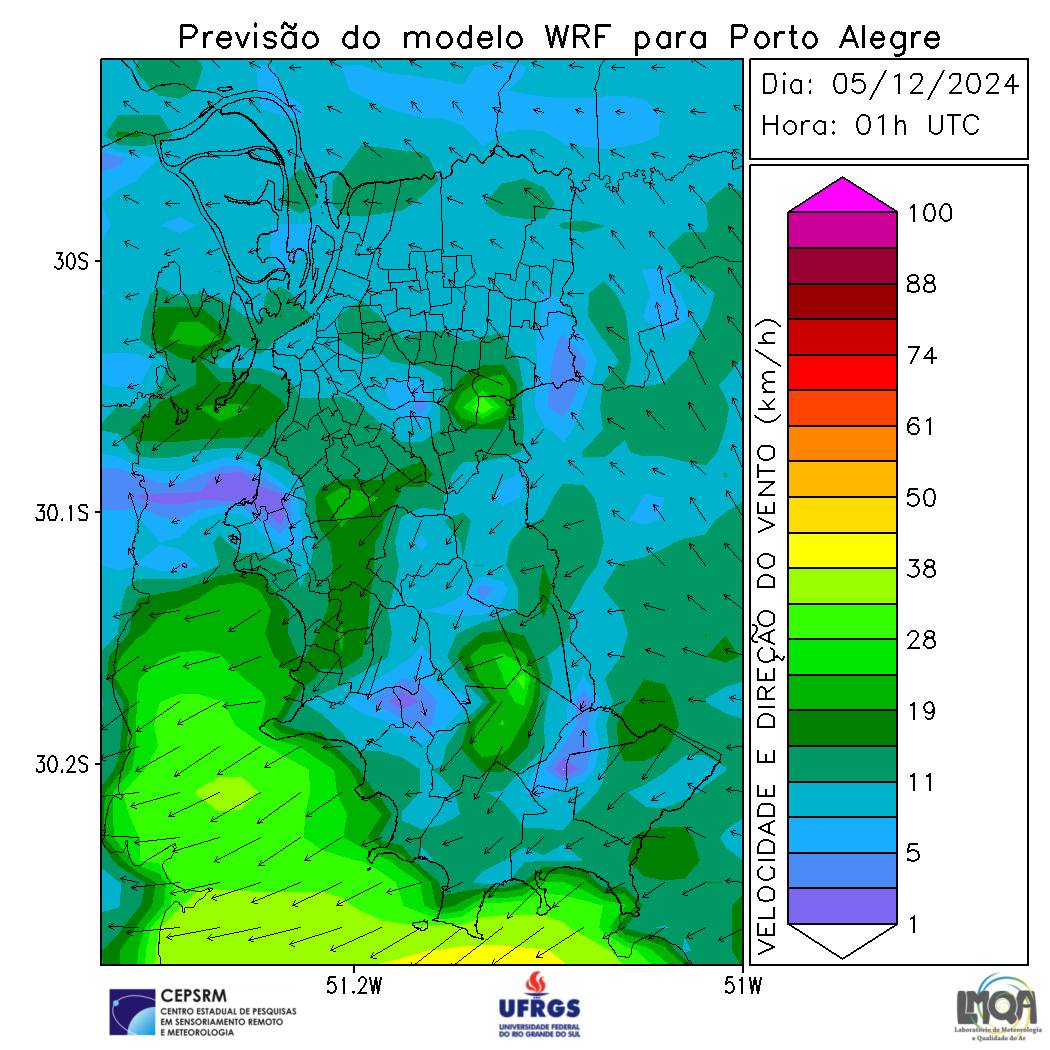 Previsão do modelo WRF para Porto Alegre
Dia: 05/12/2024
Hora: 01h UTC
30S
30.1S
30.2S
51.2W
51W
VELOCIDADE E DIREÇÃO DO VENTO (km/h)
100
88
74
61
50
38
28
19
11
5
1
CEPSRM
CENTRO ESTADUAL DE PESQUISAS
EM SENSORIAMENTO REMOTO
E METEOROLOGIA
UFRGS
UNIVERSIDADE FEDERAL
DO RIO GRANDE DO SUL
LMQA
Laboratório de Meteorologia
e Qualidade do Ar